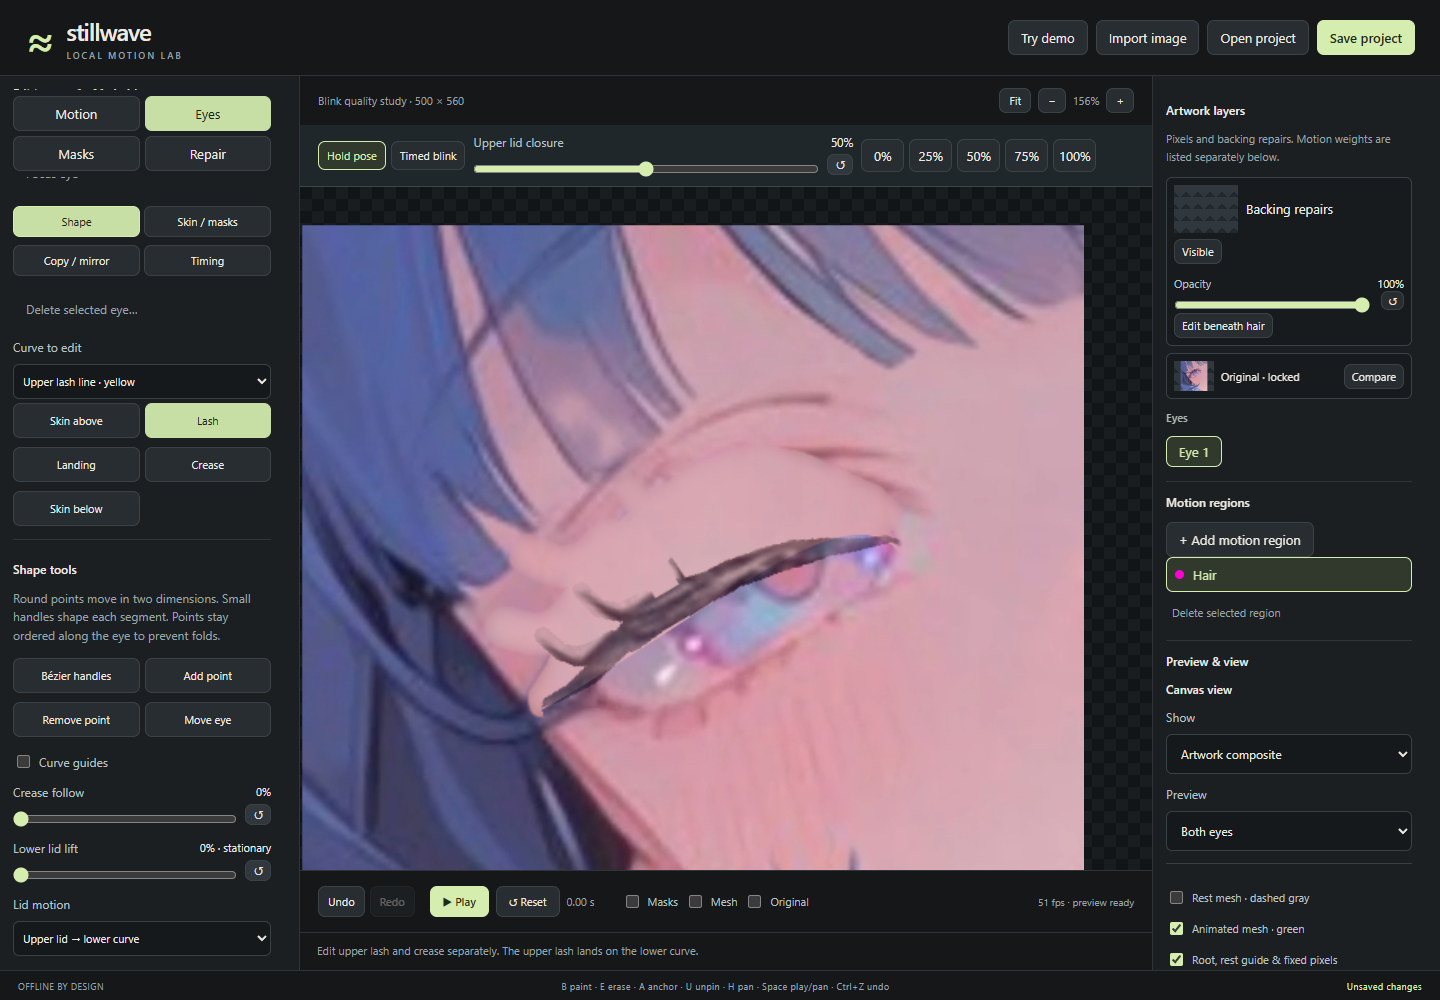 stillwave
LOCAL MOTION LAB
Try demo
Import image
Open project
Save project
Motion
Eyes
Masks
Repair
Shape
Skin / masks
Copy / mirror
Timing
Delete selected eye...
Curve to edit
Upper lash line · yellow
Skin above
Lash
Landing
Crease
Skin below
Shape tools
Round points move in two dimensions. Small
handles shape each segment. Points stay
ordered along the eye to prevent folds.
Bézier handles
Add point
Remove point
Move eye
Curve guides
Crease follow
0%
↺
Lower lid lift
0% · stationary
↺
Lid motion
Upper lid → lower curve
Blink quality study · 500 × 560
Fit
−
156%
+
Hold pose
Timed blink
Upper lid closure
50%
↺
0%
25%
50%
75%
100%
Undo
Redo
▶ Play
↺ Reset
0.00 s
Masks
Mesh
Original
51 fps · preview ready
Edit upper lash and crease separately. The upper lash lands on the lower curve.
Artwork layers
Pixels and backing repairs. Motion weights are
listed separately below.
Backing repairs
Visible
Opacity
100%
↺
Edit beneath hair
Original · locked
Compare
Eyes
Eye 1
Motion regions
+ Add motion region
Hair
Delete selected region
Preview & view
Canvas view
Show
Artwork composite
Preview
Both eyes
Rest mesh · dashed gray
Animated mesh · green
Root, rest guide & fixed pixels
OFFLINE BY DESIGN
B paint · E erase · A anchor · U unpin · H pan · Space play/pan · Ctrl+Z undo
Unsaved changes